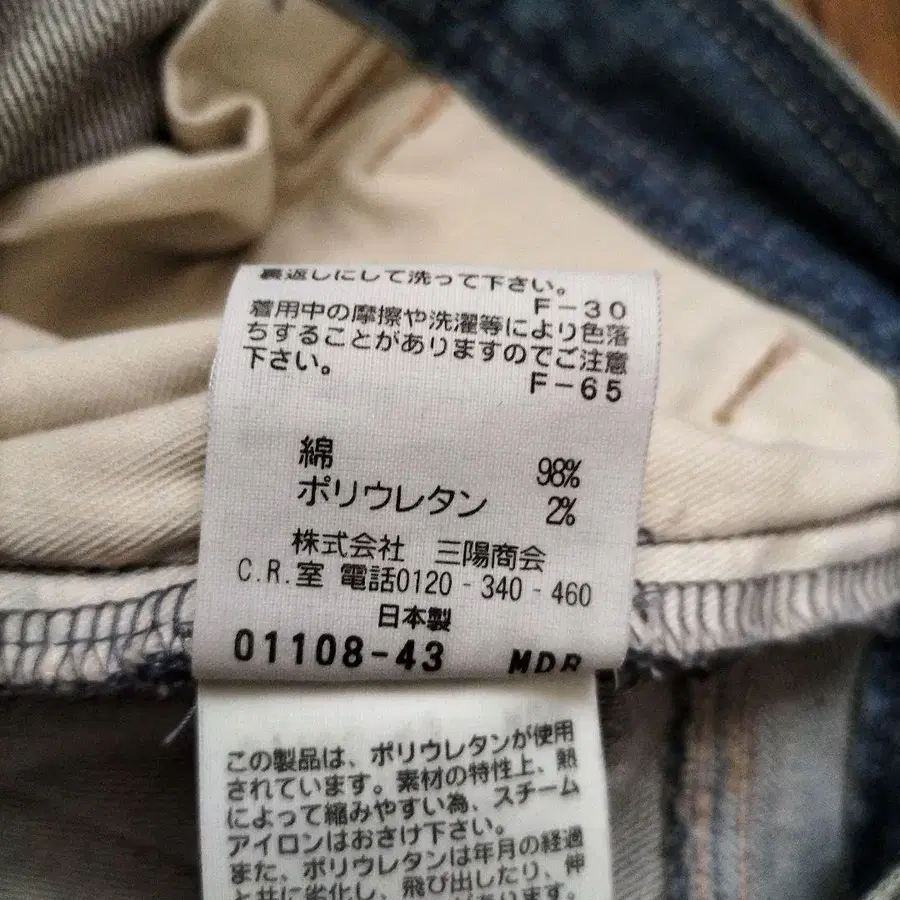 裏返しにして洗って下さい。
F-30
着用中の摩擦や洗濯等により色落
ちすることがありますのでご注意
下さい。
F-65
綿 98%
ポリウレタン 2%
株式会社 三陽商会
C.R.室 電話0120-340-460
日本製
01108-43 MDR
この製品は、ポリウレタンが使用
されています。素材の特性上、熱
によって縮みやすい為、スチーム
アイロンはおさけ下さい。
また、ポリウレタンは年月の経過
と共に劣化し、飛び出したり、伸
があります。